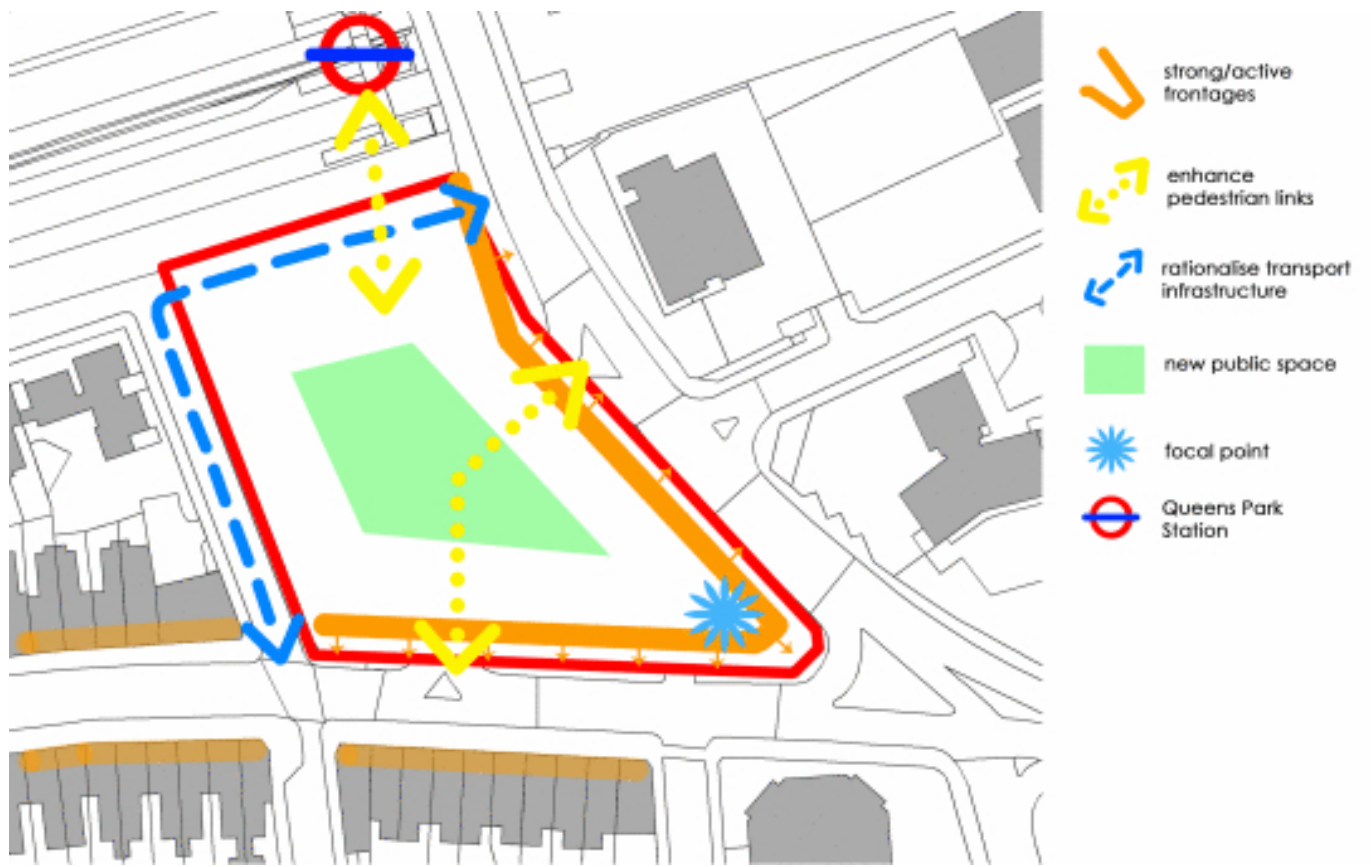 strong/active
frontages
enhance
pedestrian links
rationalise transport
infrastructure
new public space
focal point
Queens Park
Station